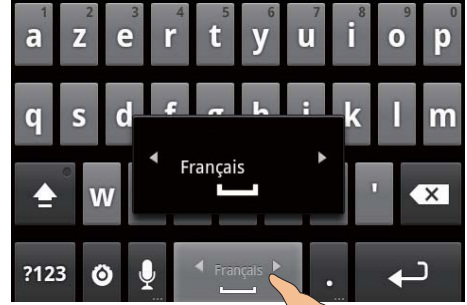 1 2 3 4 5 6 7 8 9 0
a z e r t y u i o p
q s d f g h j k l m
Français
w '
?123 Français . ...